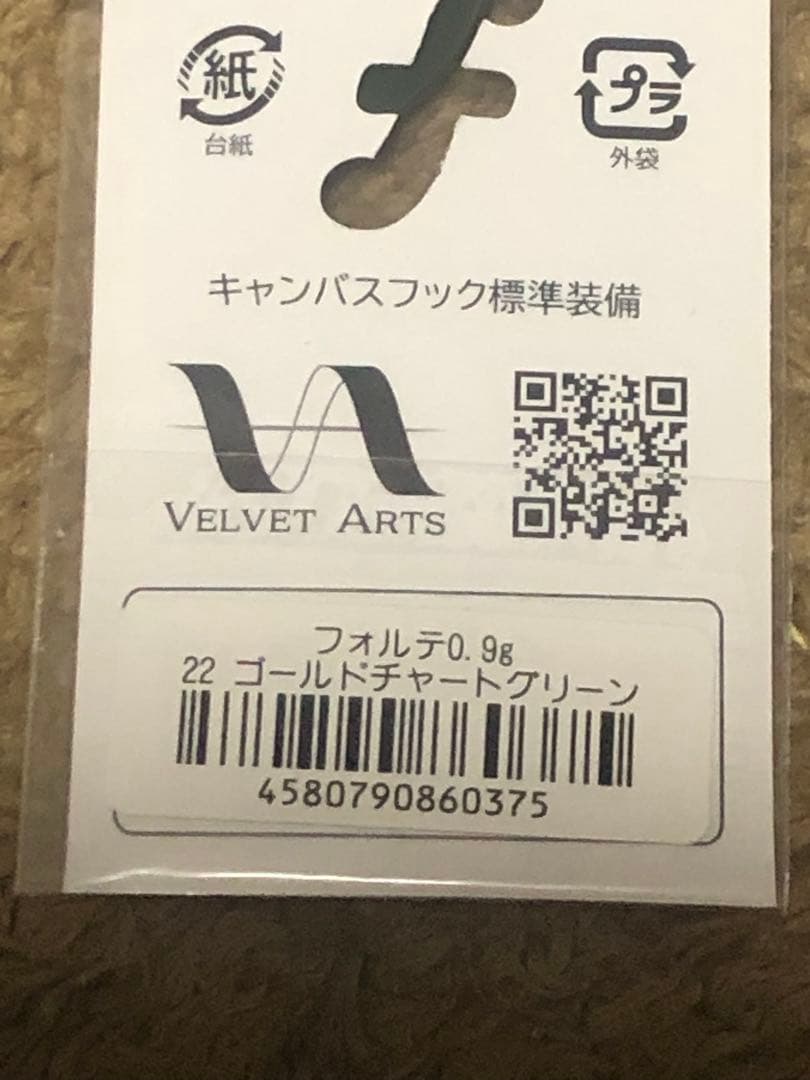 紙
台紙
プラ
外袋
キャンバスフック標準装備
VELVET ARTS
フォルテ0.9g
22 ゴールドチャートグリーン
4580790860375